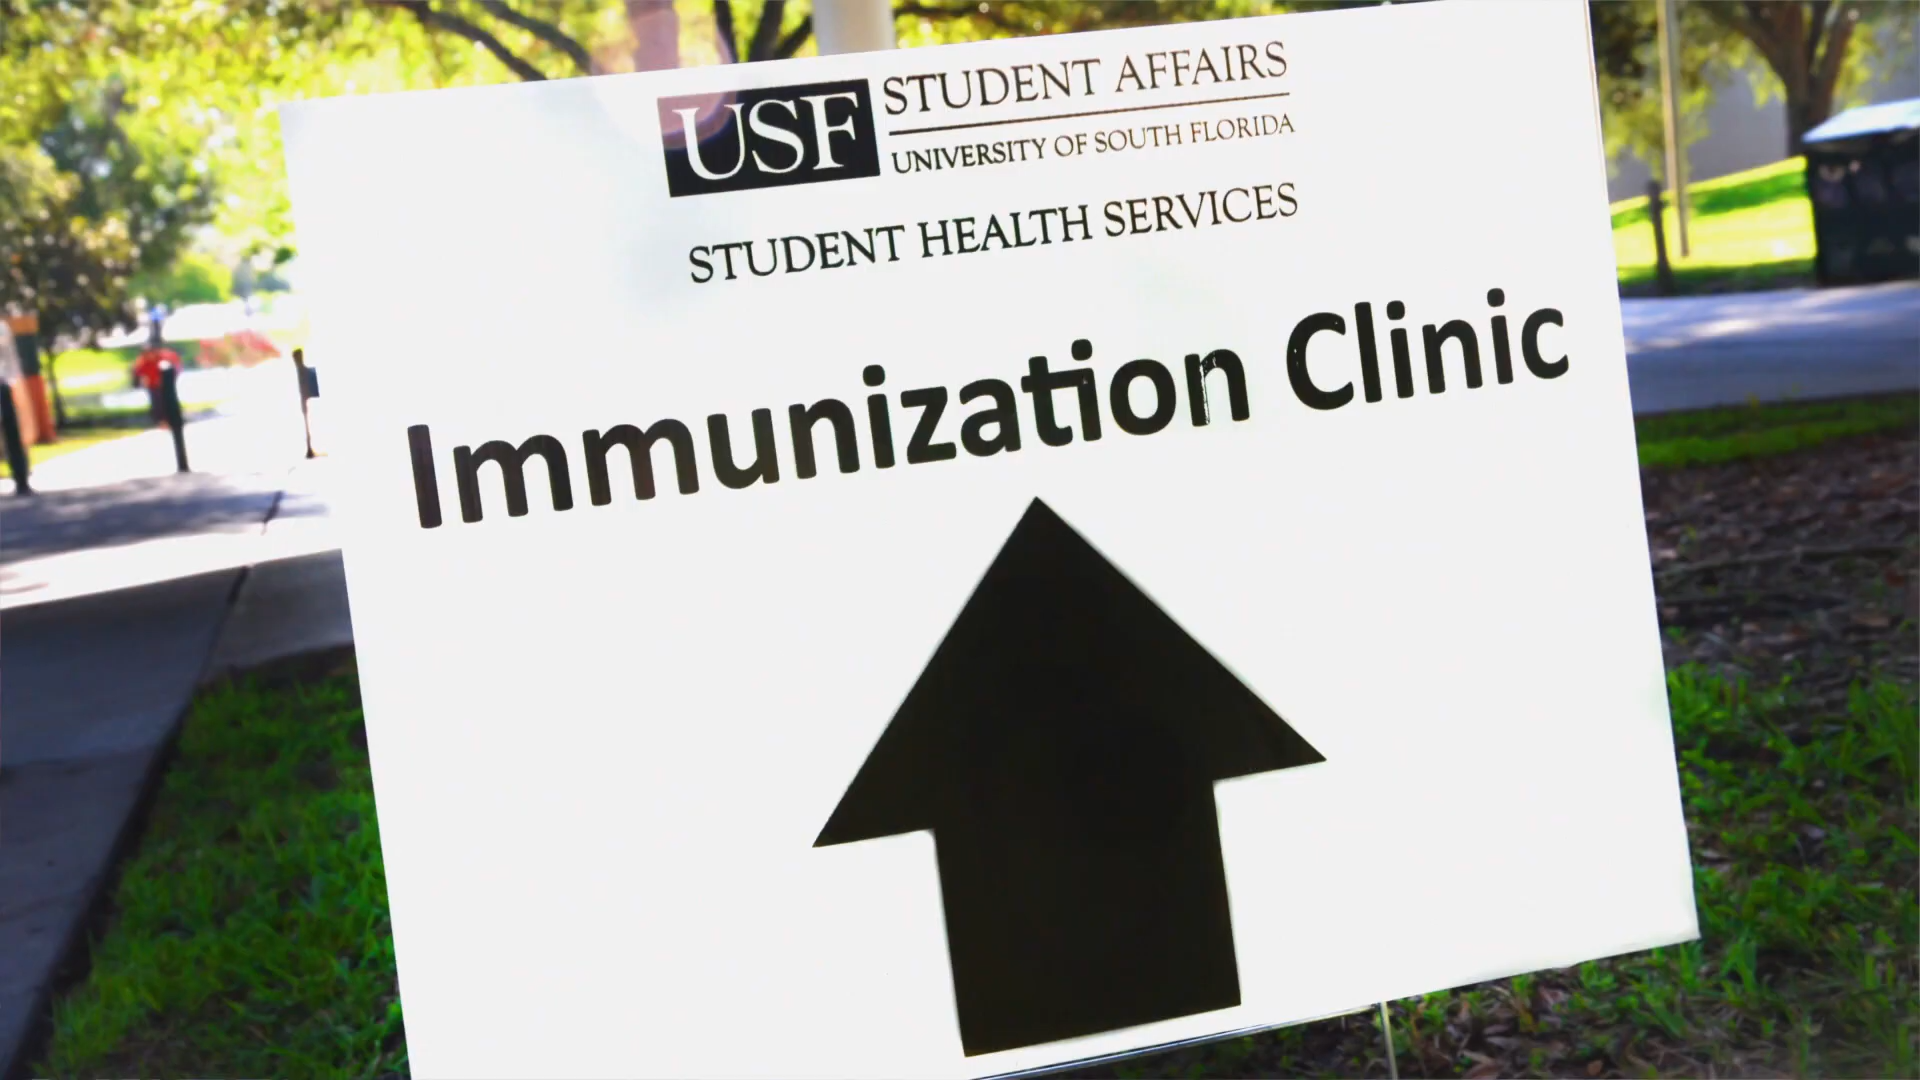 USF STUDENT AFFAIRS
UNIVERSITY OF SOUTH FLORIDA
STUDENT HEALTH SERVICES
Immunization Clinic